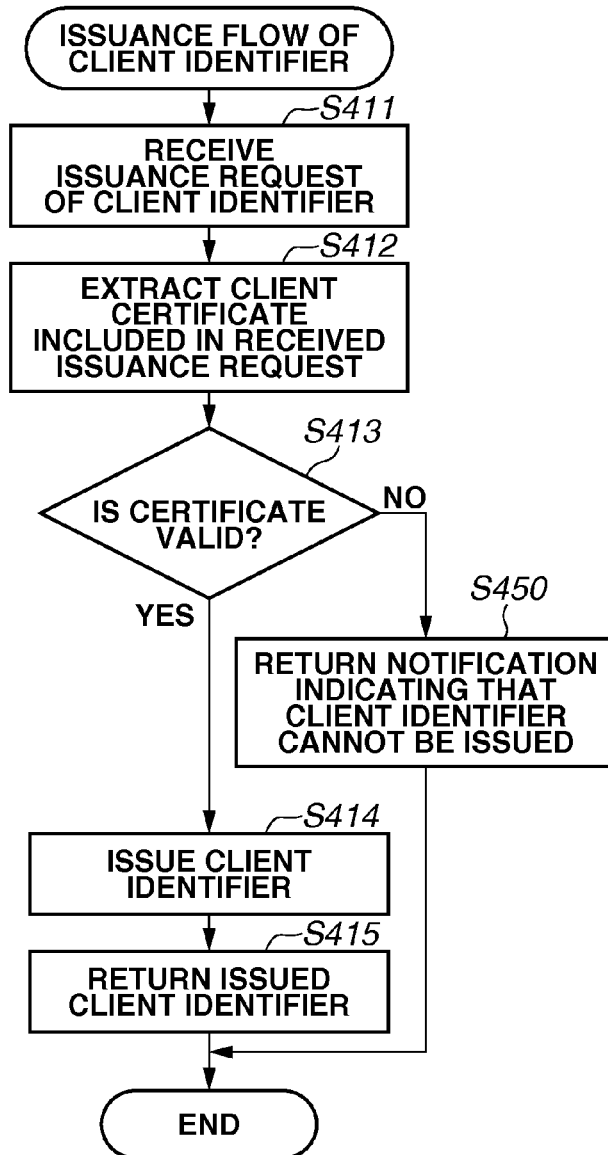 ISSUANCE FLOW OF
CLIENT IDENTIFIER
S411
RECEIVE
ISSUANCE REQUEST
OF CLIENT IDENTIFIER
S412
EXTRACT CLIENT
CERTIFICATE
INCLUDED IN RECEIVED
ISSUANCE REQUEST
S413
IS CERTIFICATE
VALID?
NO
YES
S450
RETURN NOTIFICATION
INDICATING THAT
CLIENT IDENTIFIER
CANNOT BE ISSUED
S414
ISSUE CLIENT
IDENTIFIER
S415
RETURN ISSUED
CLIENT IDENTIFIER
END